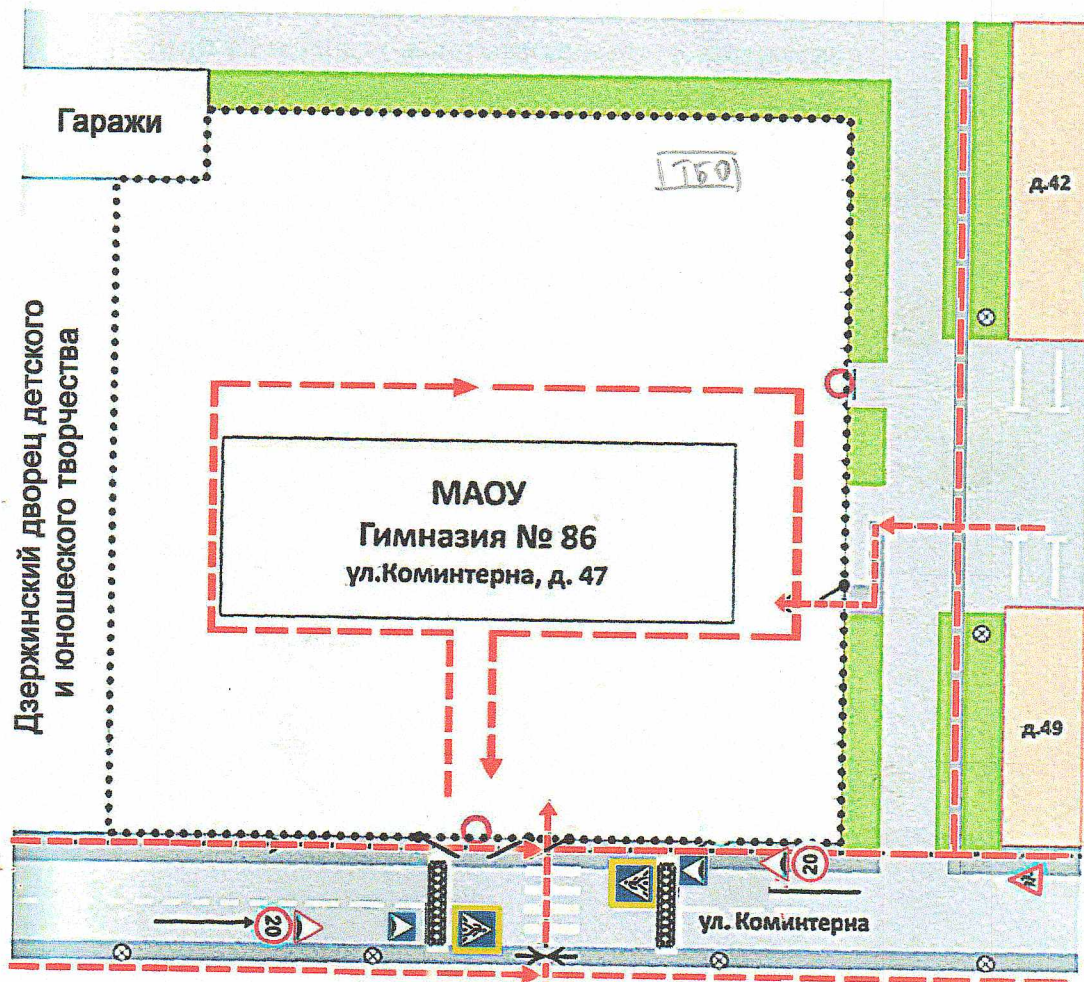 Гаражи
ТБО
д.42
Дзержинский дворец детского
и юношеского творчества
МАОУ
Гимназия № 86
ул.Коминтерна, д. 47
д.49
20
20
ул. Коминтерна